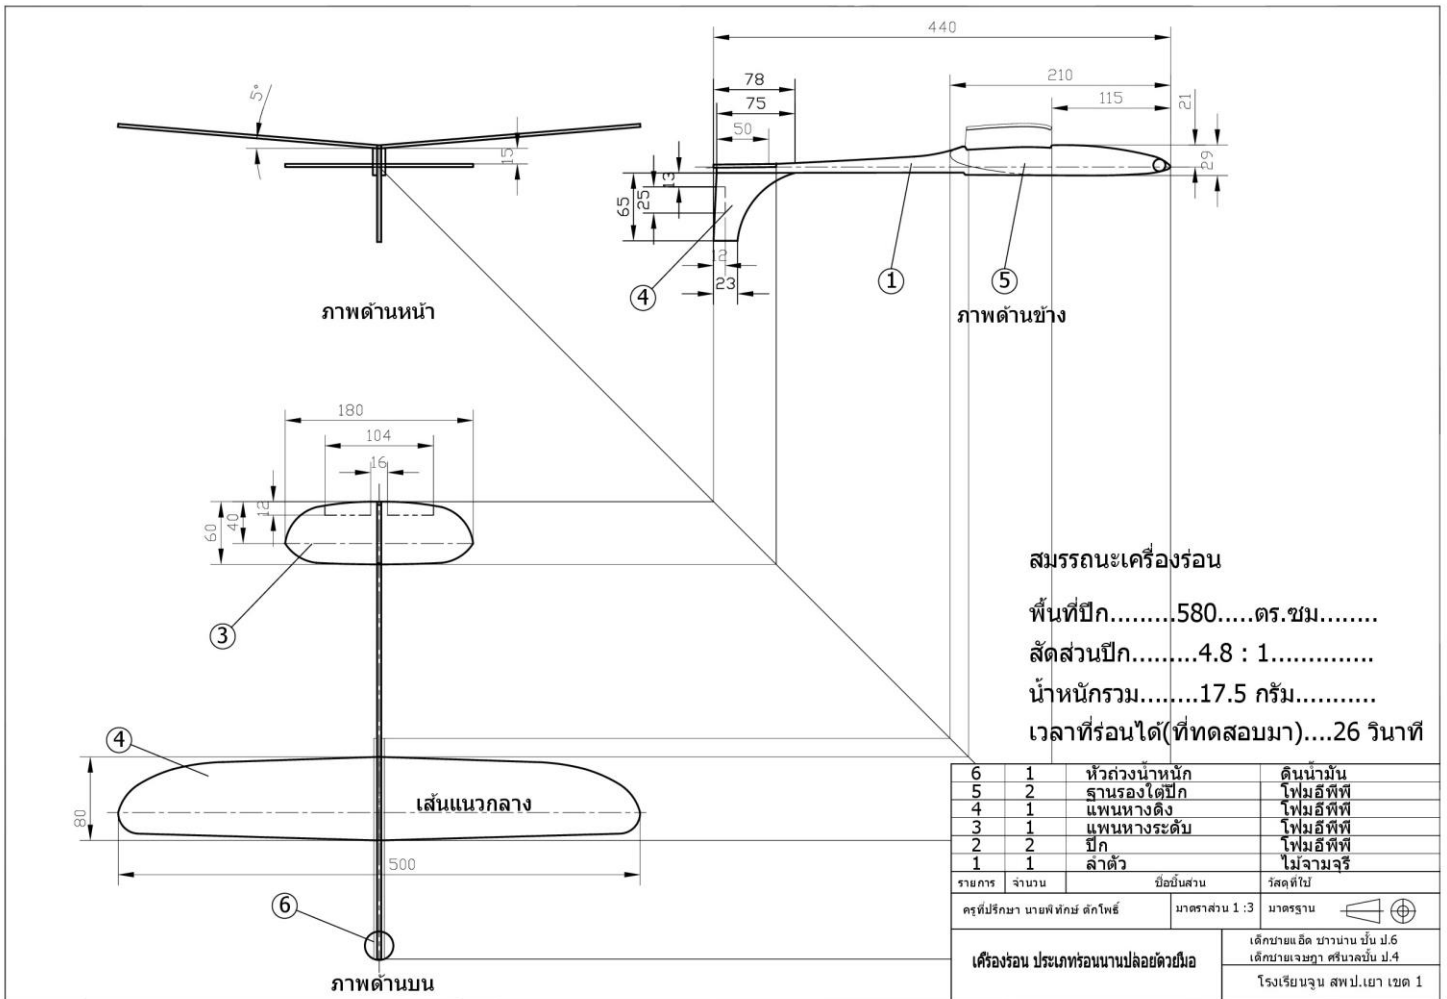 440
78
210
5°
75
115
21
50
15
29
13
65
25
12
23
4
1
5
ภาพด้านหน้า
ภาพด้านข้าง
180
104
16
12
40
60
3
สมรรถนะเครื่องร่อน
พื้นที่ปีก.........580.....ตร.ซม........
สัดส่วนปีก.........4.8 : 1..............
น้ำหนักรวม........17.5 กรัม...........
เวลาที่ร่อนได้(ที่ทดสอบมา)....26 วินาที
4
80
เส้นแนวกลาง
500
6
ภาพด้านบน
6 1 หัวถ่วงน้ำหนัก ดินน้ำมัน
5 2 ฐานรองใต้ปีก โฟมอีพีพี
4 1 แพนหางดิ่ง โฟมอีพีพี
3 1 แพนหางระดับ โฟมอีพีพี
2 2 ปีก โฟมอีพีพี
1 1 ลำตัว ไม้จามจุรี
รายการ จำนวน ชื่อชิ้นส่วน วัสดุที่ใช้
ครูที่ปรึกษา นายพิทักษ์ ตักโพธิ์ มาตราส่วน 1 :3 มาตรฐาน
เครื่องร่อน ประเภทร่อนนานปล่อยด้วยมือ
เด็กชายแอ๊ด ชาวน่าน ชั้น ป.6
เด็กชายเจษฎา ศรีนวลชั้น ป.4
โรงเรียนจุน สพป.เยา เขต 1